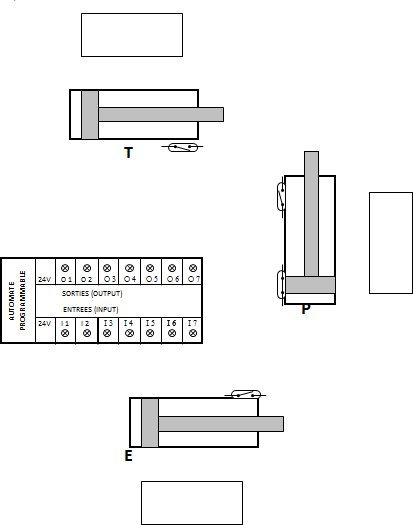 T
P
AUTOMATE
PROGRAMMABLE
24V O 1 O 2 O 3 O 4 O 5 O 6 O 7
SORTIES (OUTPUT)
ENTREES (INPUT)
24V I 1 I 2 I 3 I 4 I 5 I 6 I 7
E